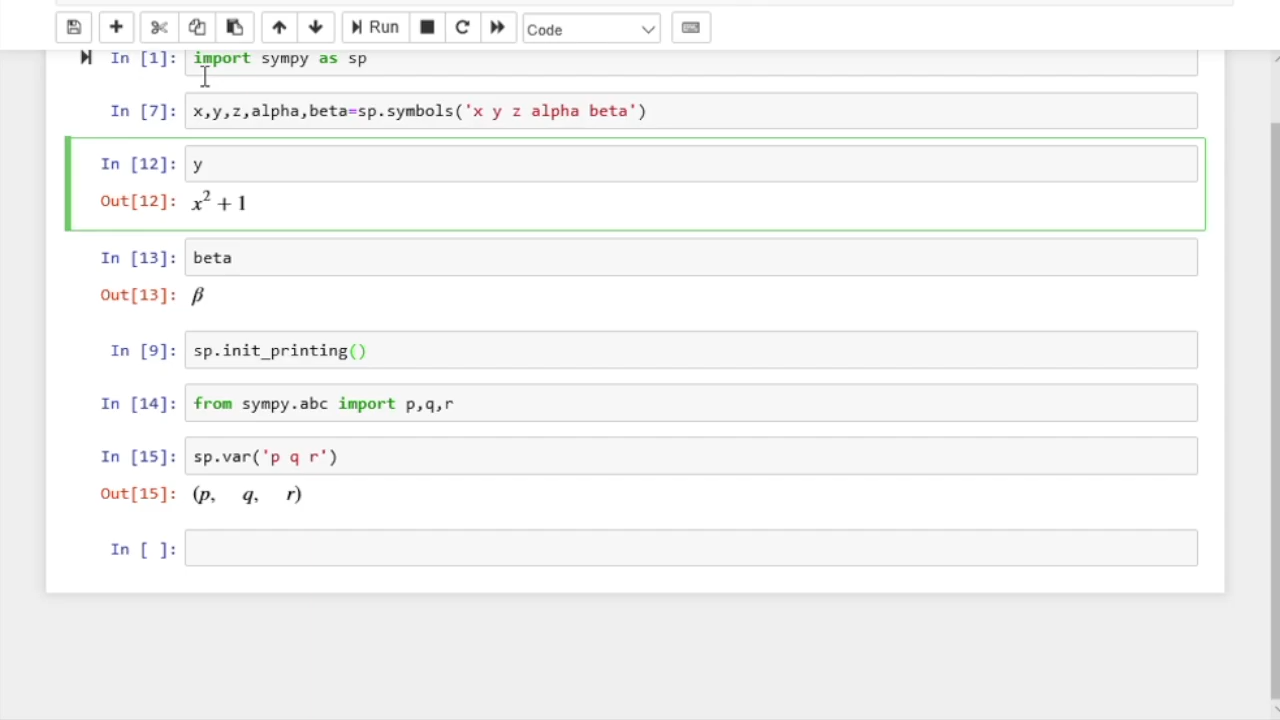 Run Code
In [1]: import sympy as sp
In [7]: x,y,z,alpha,beta=sp.symbols('x y z alpha beta')
In [12]: y
Out[12]: x² + 1
In [13]: beta
Out[13]: β
In [9]: sp.init_printing()
In [14]: from sympy.abc import p,q,r
In [15]: sp.var('p q r')
Out[15]: (p, q, r)
In [ ]: